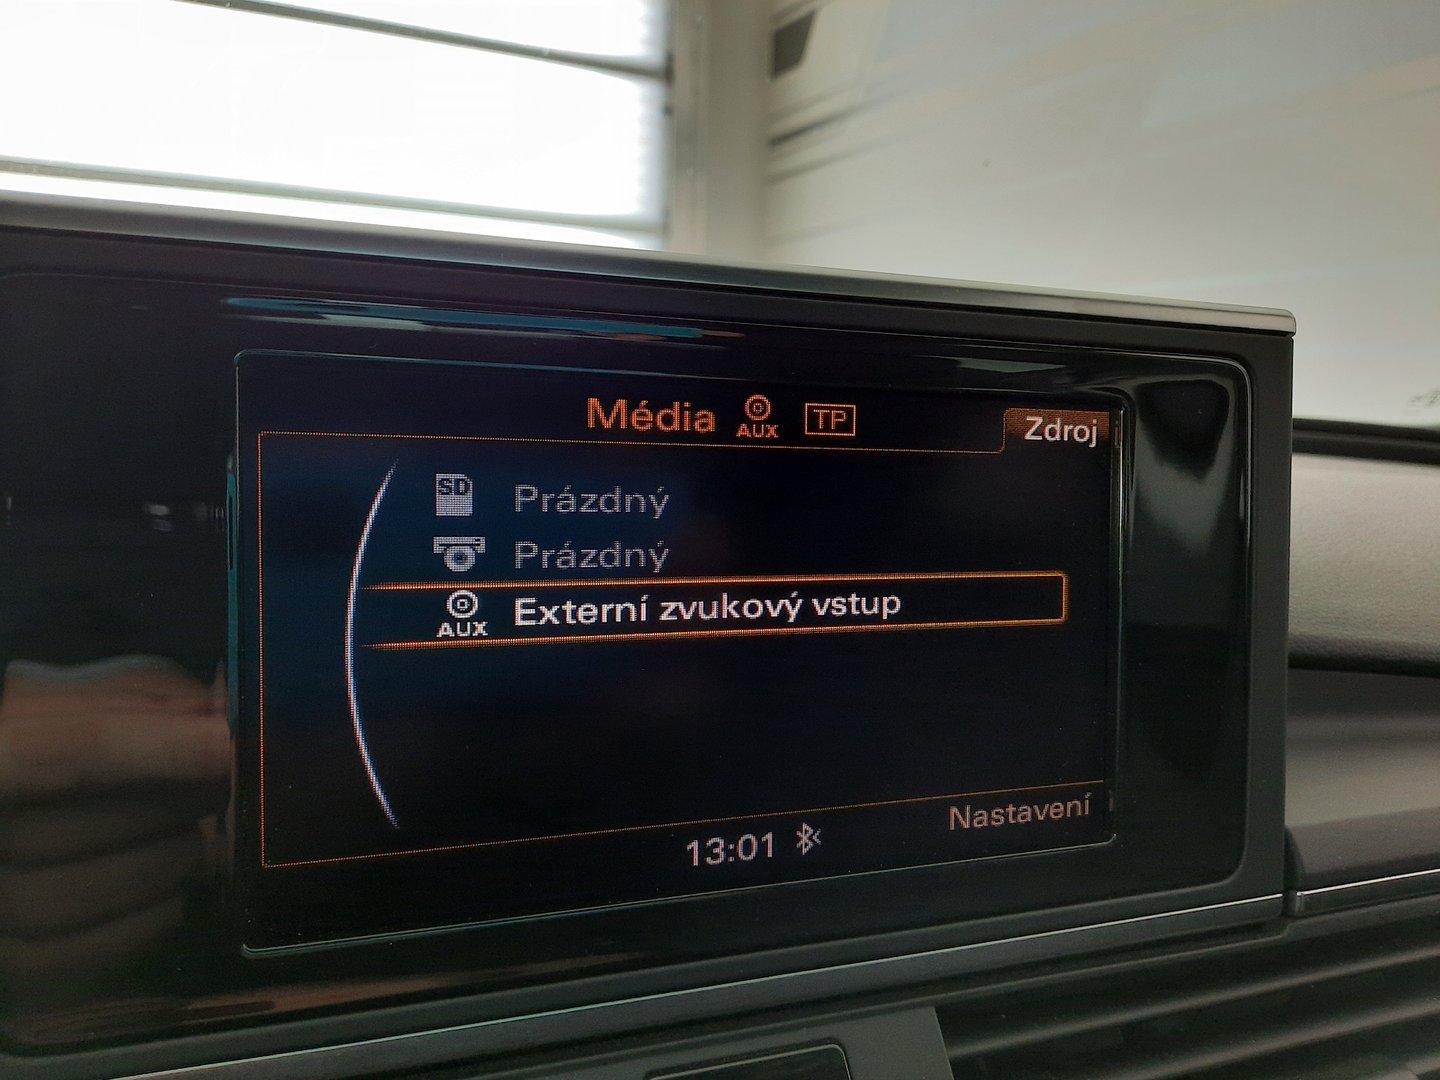 Média AUX TP
Zdroj
SD Prázdný
Prázdný
AUX Externí zvukový vstup
Nastavení
13:01